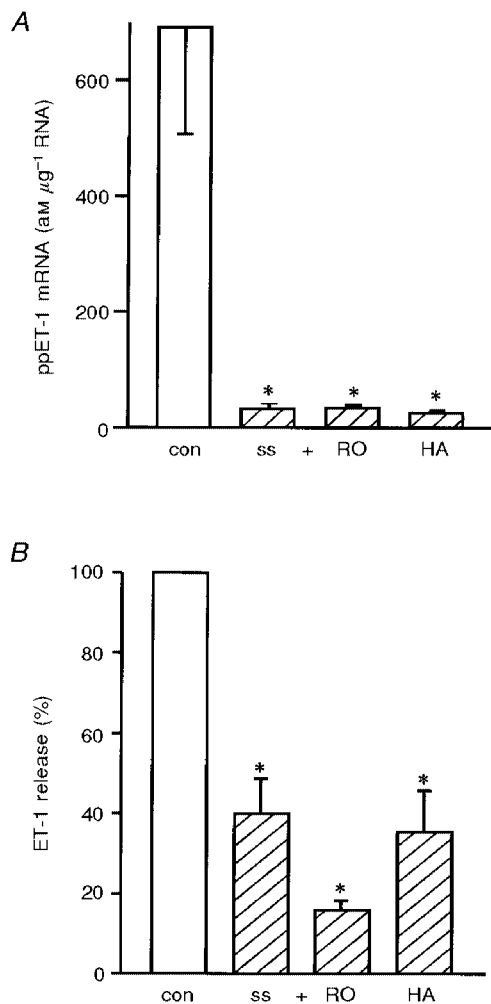 A
ppET-1 mRNA (aM μg⁻¹ RNA)
600
400
200
0
*
*
*
con ss + RO HA
B
ET-1 release (%)
100
80
60
40
20
0
*
*
*
con ss + RO HA